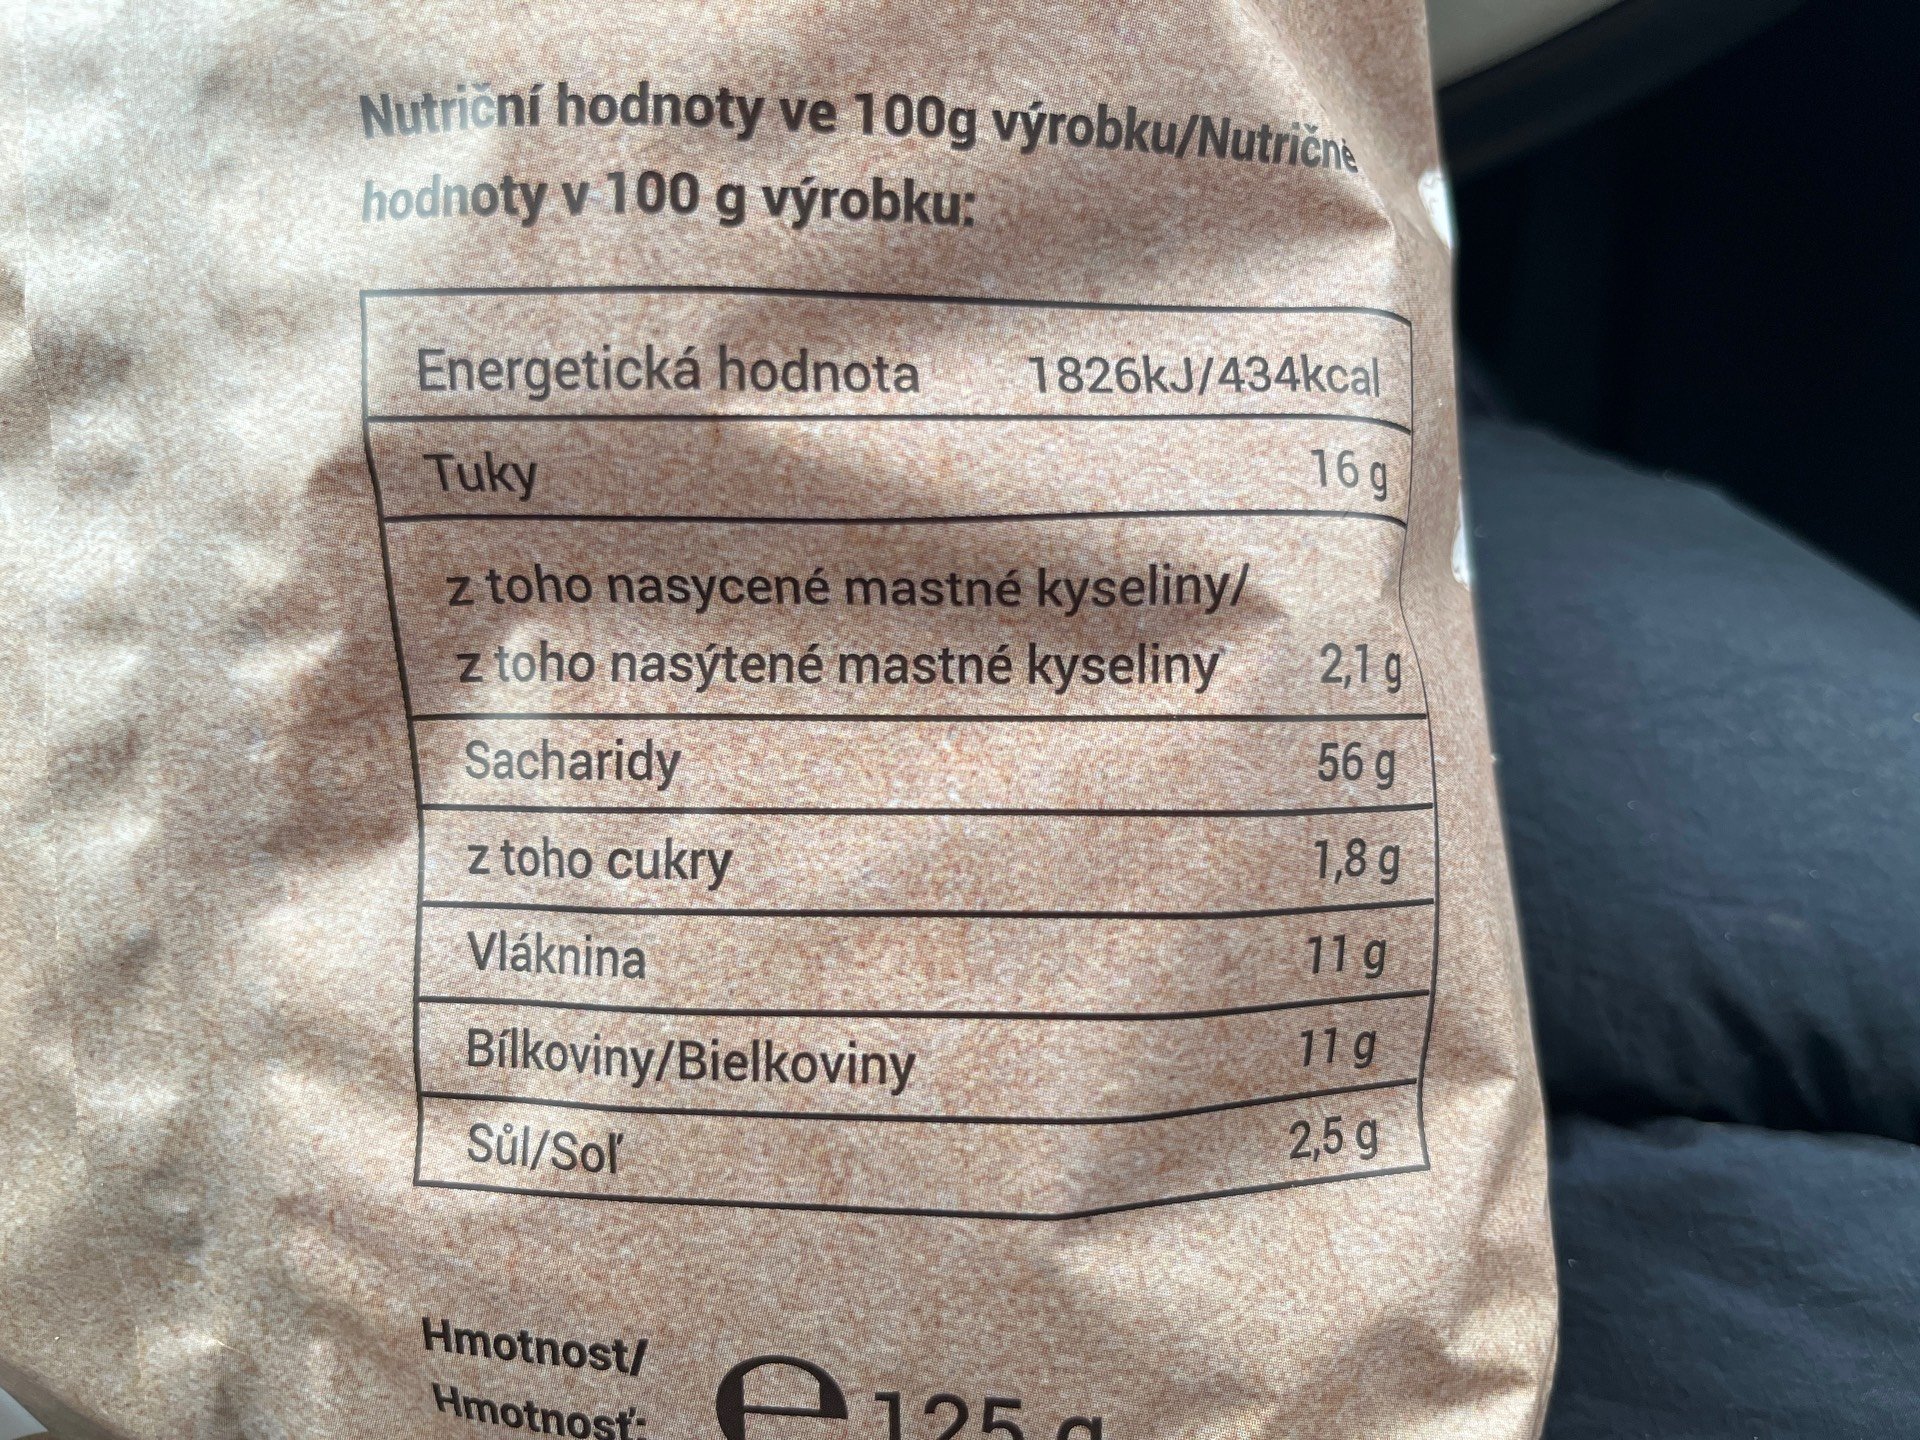 Nutriční hodnoty ve 100g výrobku/Nutričné
hodnoty v 100 g výrobku:
Energetická hodnota 1826kJ/434kcal
Tuky 16 g
z toho nasycené mastné kyseliny/
z toho nasýtené mastné kyseliny 2,1 g
Sacharidy 56 g
z toho cukry 1,8 g
Vláknina 11 g
Bílkoviny/Bielkoviny 11 g
Sůl/Soľ 2,5 g
Hmotnost/
Hmotnosť: e 125 g